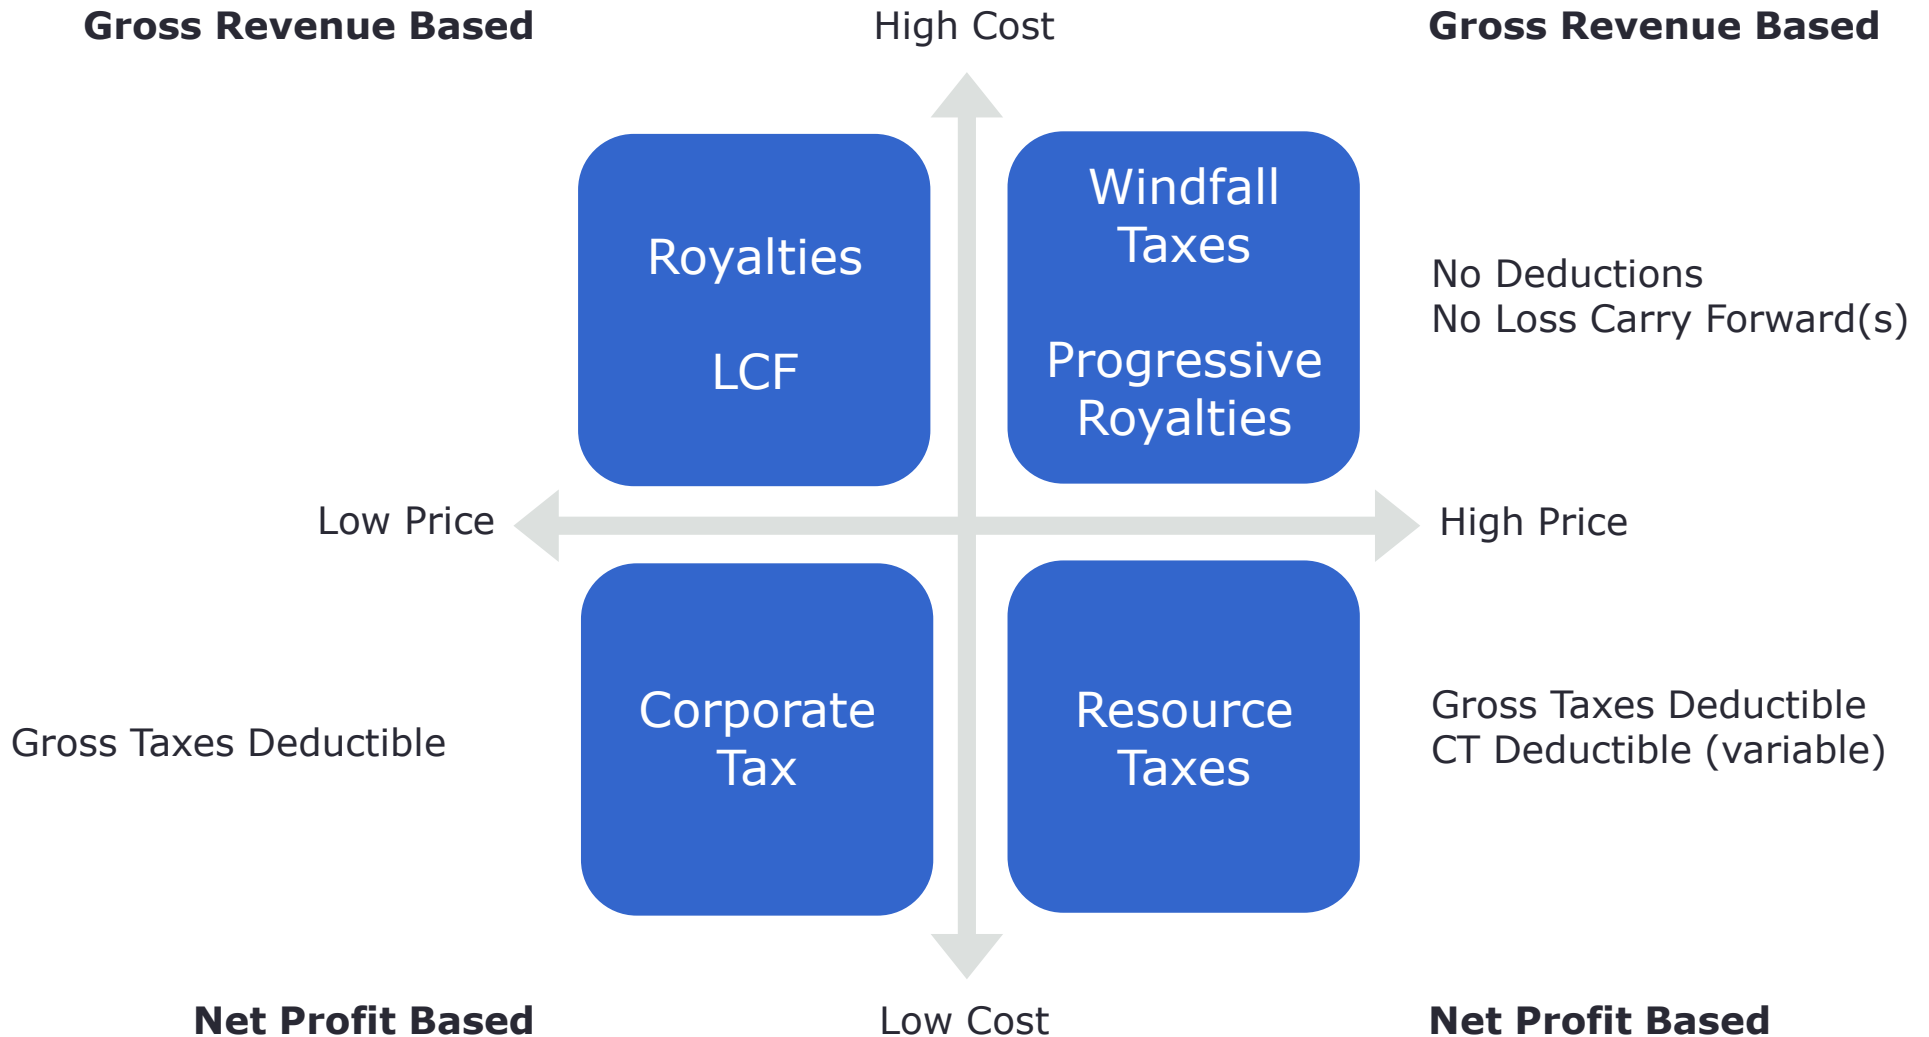 Gross Revenue Based
High Cost
Gross Revenue Based
Royalties
LCF
Windfall
Taxes
Progressive
Royalties
No Deductions
No Loss Carry Forward(s)
Low Price
High Price
Gross Taxes Deductible
Corporate
Tax
Resource
Taxes
Gross Taxes Deductible
CT Deductible (variable)
Net Profit Based
Low Cost
Net Profit Based